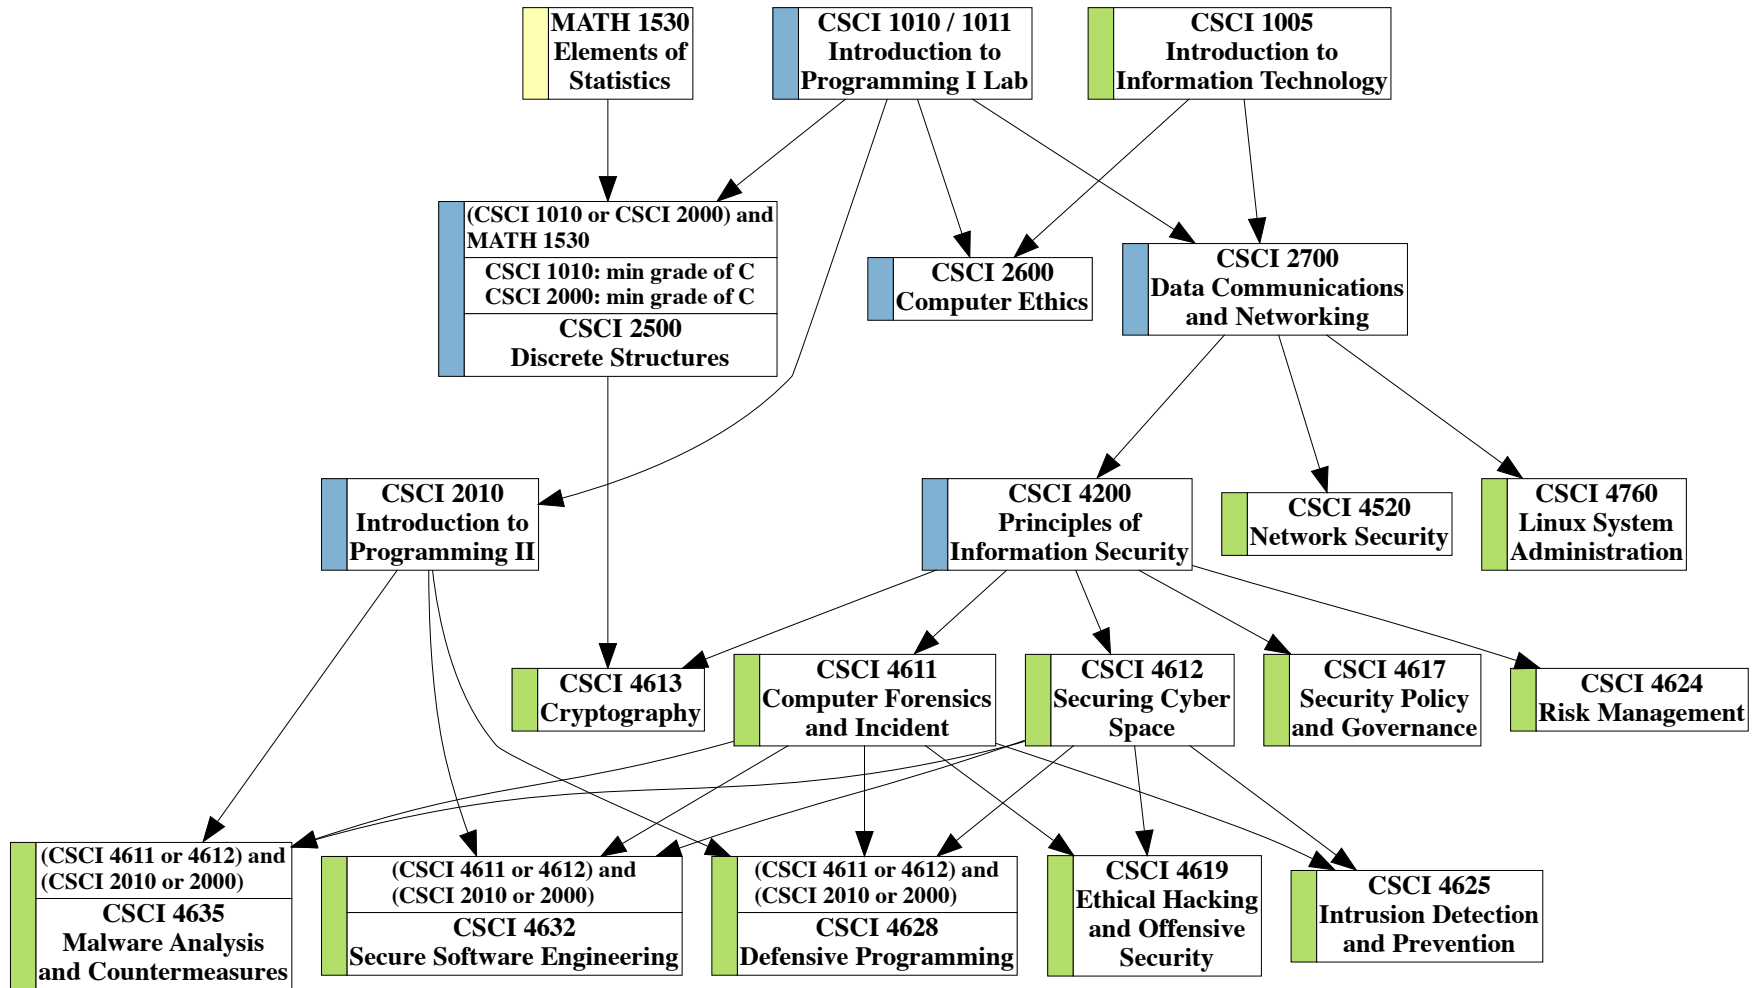 MATH 1530
Elements of
Statistics
CSCI 1010 / 1011
Introduction to
Programming I Lab
CSCI 1005
Introduction to
Information Technology
(CSCI 1010 or CSCI 2000) and
MATH 1530
CSCI 1010: min grade of C
CSCI 2000: min grade of C
CSCI 2500
Discrete Structures
CSCI 2600
Computer Ethics
CSCI 2700
Data Communications
and Networking
CSCI 2010
Introduction to
Programming II
CSCI 4200
Principles of
Information Security
CSCI 4520
Network Security
CSCI 4760
Linux System
Administration
CSCI 4613
Cryptography
CSCI 4611
Computer Forensics
and Incident
CSCI 4612
Securing Cyber
Space
CSCI 4617
Security Policy
and Governance
CSCI 4624
Risk Management
(CSCI 4611 or 4612) and
(CSCI 2010 or 2000)
CSCI 4635
Malware Analysis
and Countermeasures
(CSCI 4611 or 4612) and
(CSCI 2010 or 2000)
CSCI 4632
Secure Software Engineering
(CSCI 4611 or 4612) and
(CSCI 2010 or 2000)
CSCI 4628
Defensive Programming
CSCI 4619
Ethical Hacking
and Offensive
Security
CSCI 4625
Intrusion Detection
and Prevention